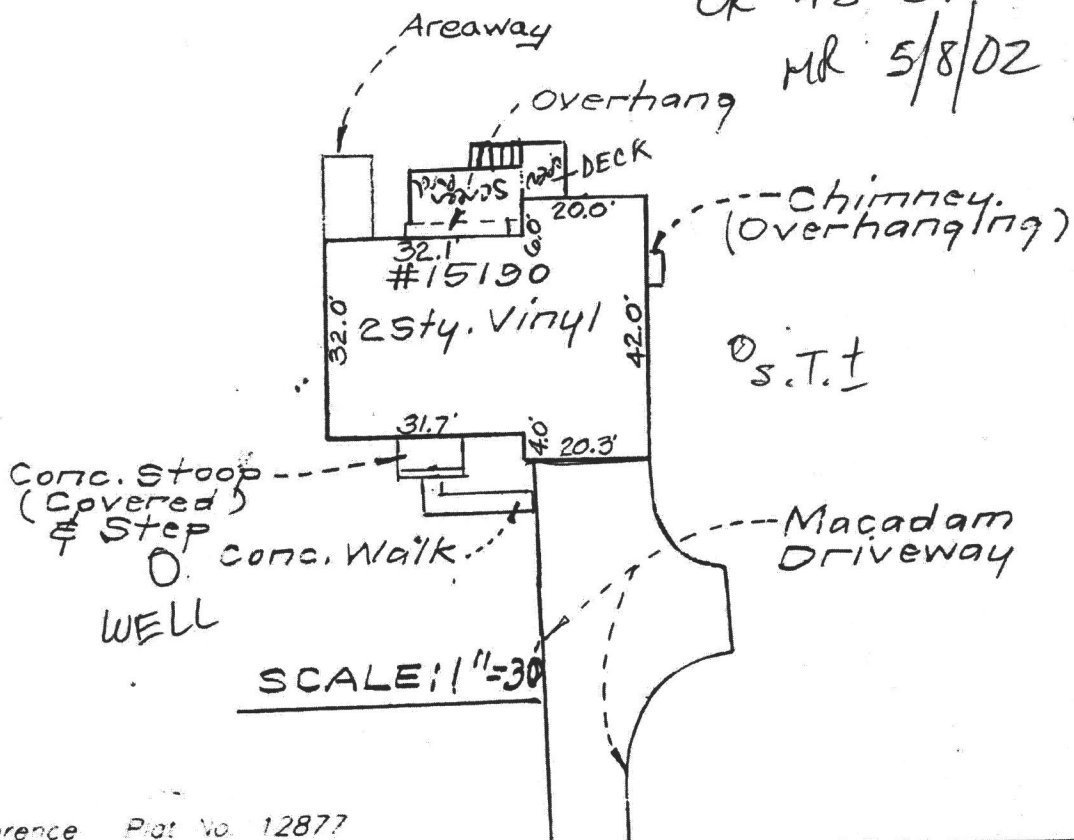 MR 5/8/02
Areaway
Overhang
DECK
20.0'
Chimney.
(Overhanging)
6.0'
32.1'
#15190
2 Sty. Vinyl
32.0'
42.0'
S.T.±
31.7'
4.0'
20.3'
Conc. Stoop
(Covered)
& Step
Conc. Walk
WELL
Macadam
Driveway
SCALE: 1"=30
Plat No. 12877